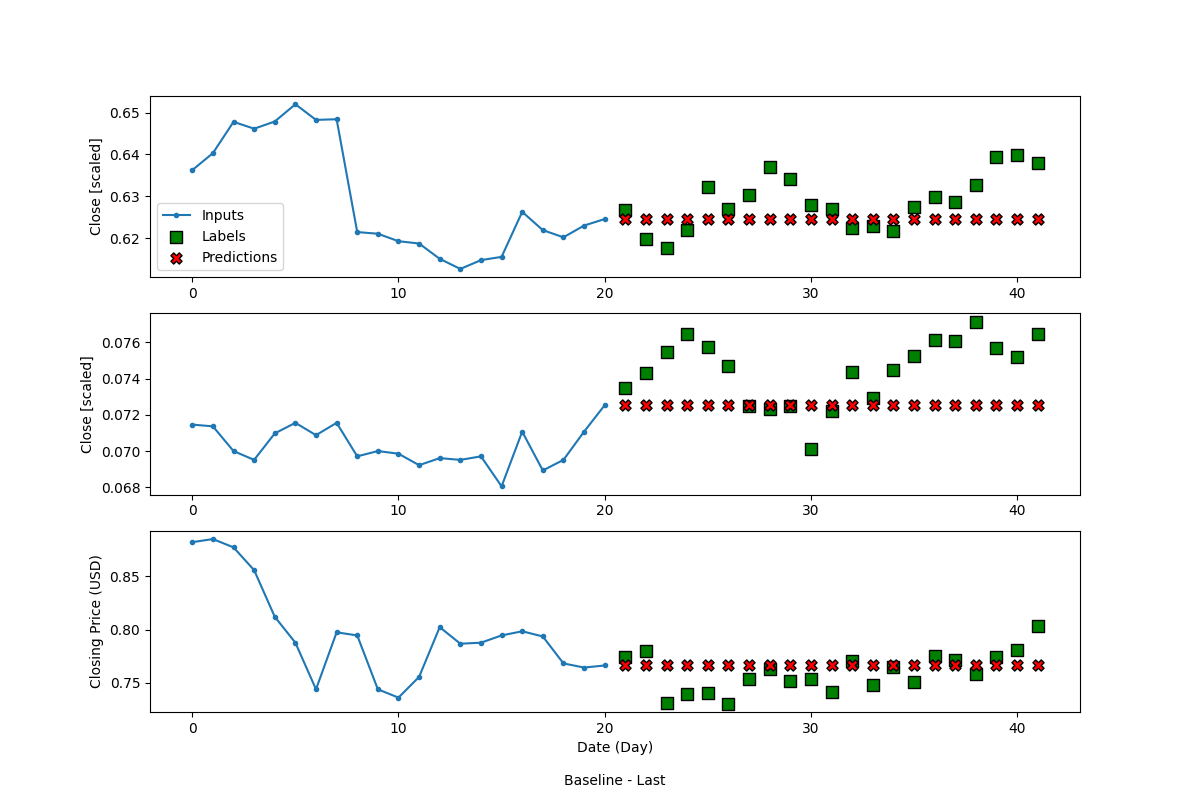 0.65
0.64
0.63
0.62
Close [scaled]
Inputs
Labels
Predictions
0 10 20 30 40
0.076
0.074
0.072
0.070
0.068
Close [scaled]
0 10 20 30 40
0.85
0.80
0.75
Closing Price (USD)
0 10 20 30 40
Date (Day)
Baseline - Last